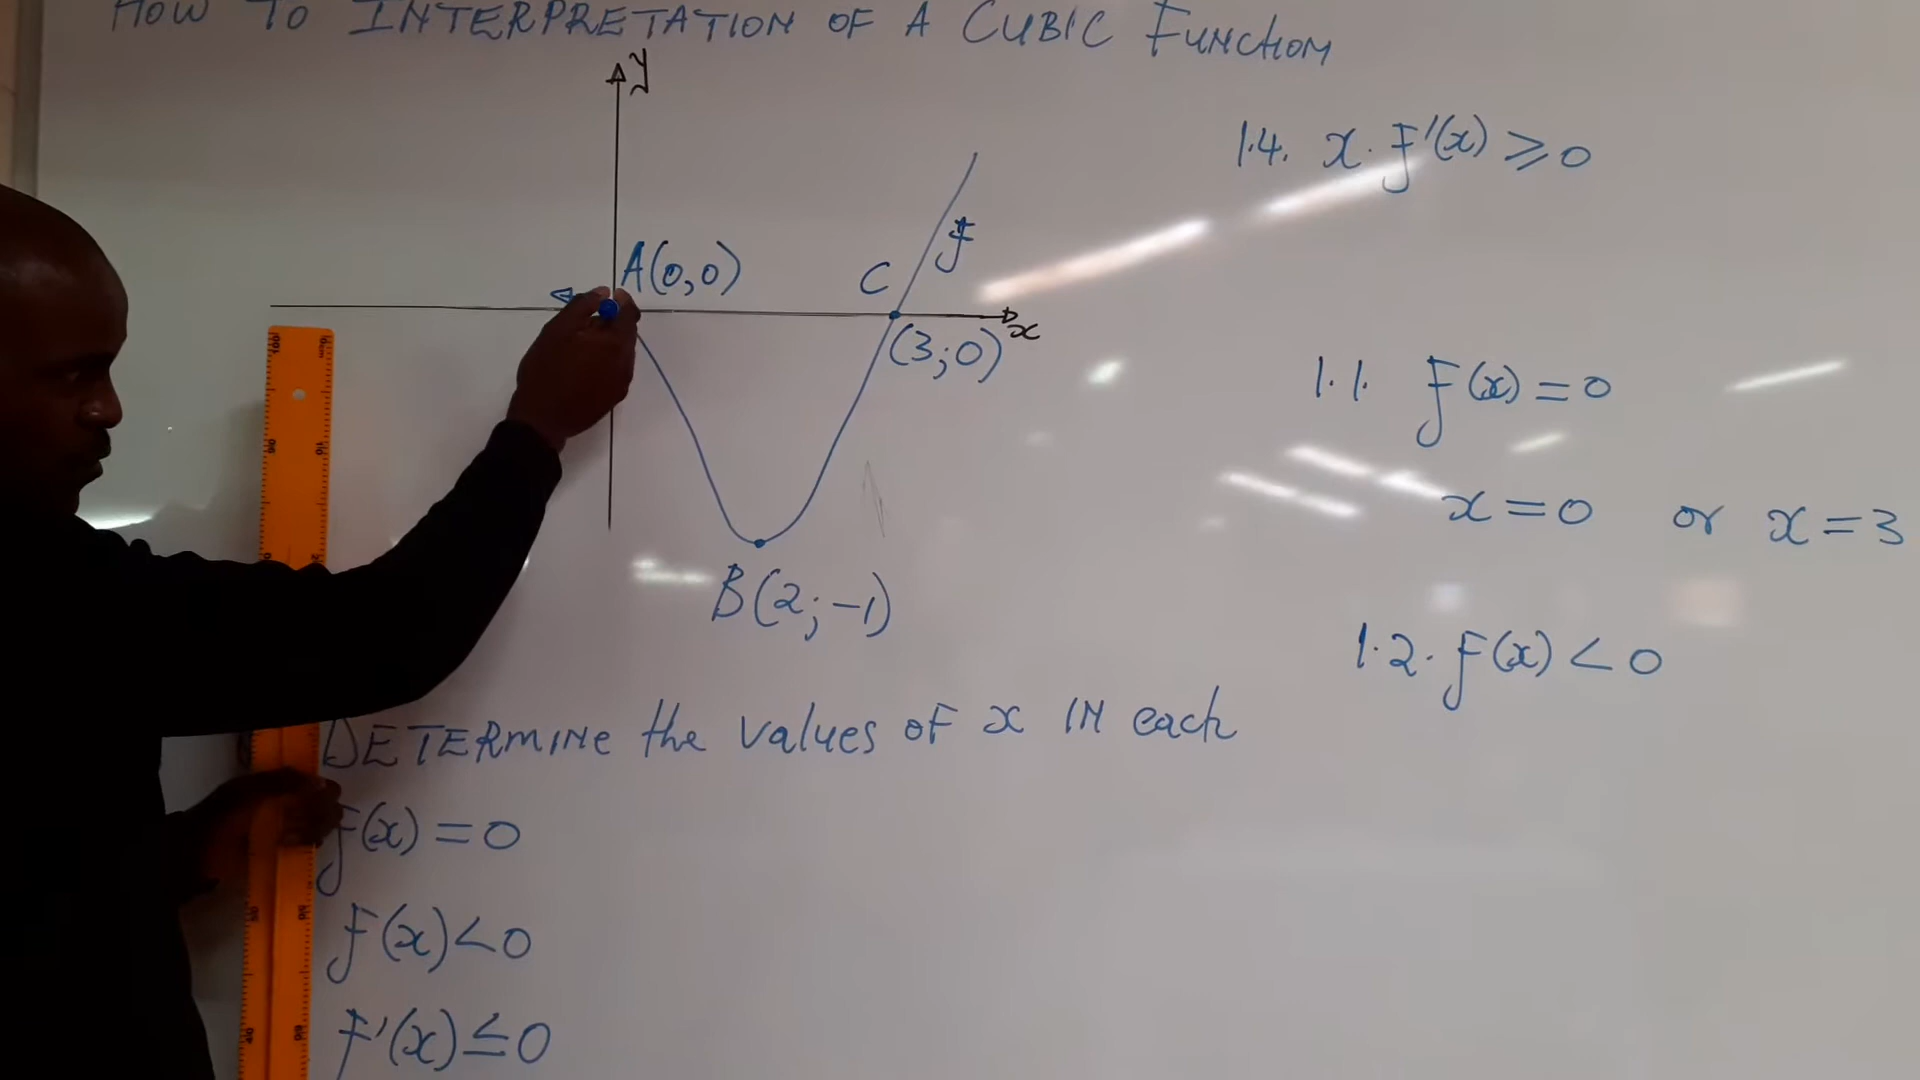 HOW TO INTERPRETATION OF A CUBIC FUNCTION
y
1.4. x. f'(x) ⩾ 0
A(0,0)
C
f
x
(3;0)
1.1. f(x) = 0
x = 0 or x = 3
B(2;-1)
1.2. f(x) < 0
DETERMINE the values of x IN each
f(x) = 0
f(x) < 0
f'(x) ≤ 0